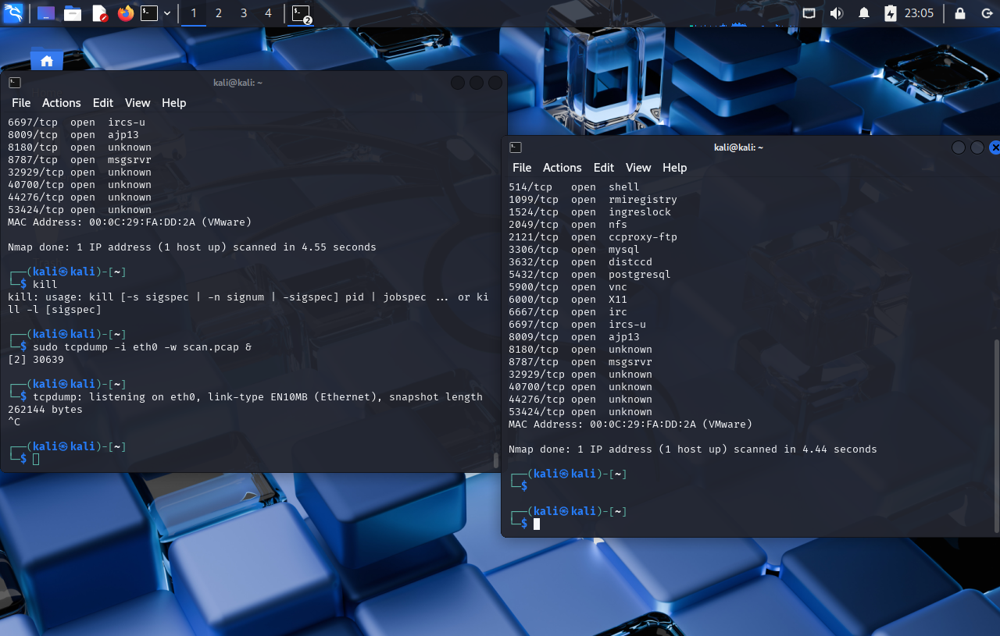 1 2 3 4
2
23:05
kali@kali: ~
File Actions Edit View Help
6697/tcp open ircs-u
8009/tcp open ajp13
8180/tcp open unknown
8787/tcp open msgsrvr
32929/tcp open unknown
40700/tcp open unknown
44276/tcp open unknown
53424/tcp open unknown
MAC Address: 00:0C:29:FA:DD:2A (VMware)
Nmap done: 1 IP address (1 host up) scanned in 4.55 seconds
┌──(kali㉿kali)-[~]
└─$ kill
kill: usage: kill [-s sigspec | -n signum | -sigspec] pid | jobspec ... or ki
ll -l [sigspec]
┌──(kali㉿kali)-[~]
└─$ sudo tcpdump -i eth0 -w scan.pcap &
[2] 30639
┌──(kali㉿kali)-[~]
└─$ tcpdump: listening on eth0, link-type EN10MB (Ethernet), snapshot length
262144 bytes
^C
┌──(kali㉿kali)-[~]
└─$
kali@kali: ~
File Actions Edit View Help
514/tcp open shell
1099/tcp open rmiregistry
1524/tcp open ingreslock
2049/tcp open nfs
2121/tcp open ccproxy-ftp
3306/tcp open mysql
3632/tcp open distccd
5432/tcp open postgresql
5900/tcp open vnc
6000/tcp open X11
6667/tcp open irc
6697/tcp open ircs-u
8009/tcp open ajp13
8180/tcp open unknown
8787/tcp open msgsrvr
32929/tcp open unknown
40700/tcp open unknown
44276/tcp open unknown
53424/tcp open unknown
MAC Address: 00:0C:29:FA:DD:2A (VMware)
Nmap done: 1 IP address (1 host up) scanned in 4.44 seconds
┌──(kali㉿kali)-[~]
└─$
┌──(kali㉿kali)-[~]
└─$